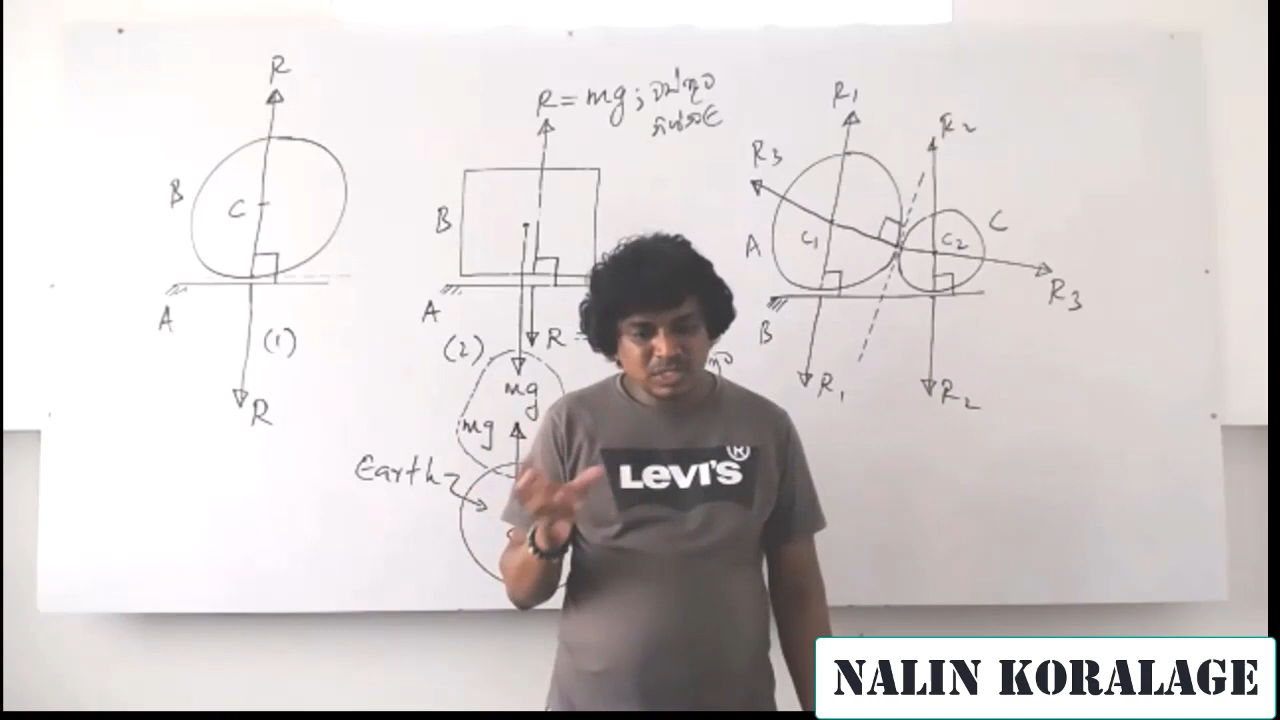 R
B
C
A
(1)
R
R = mg;
B
A
(2)
R =
mg
mg
Earth
R1
R2
R3
A
C1
C2
C
B
R3
R1
R2
LEVI'S ®
NALIN KORALAGE